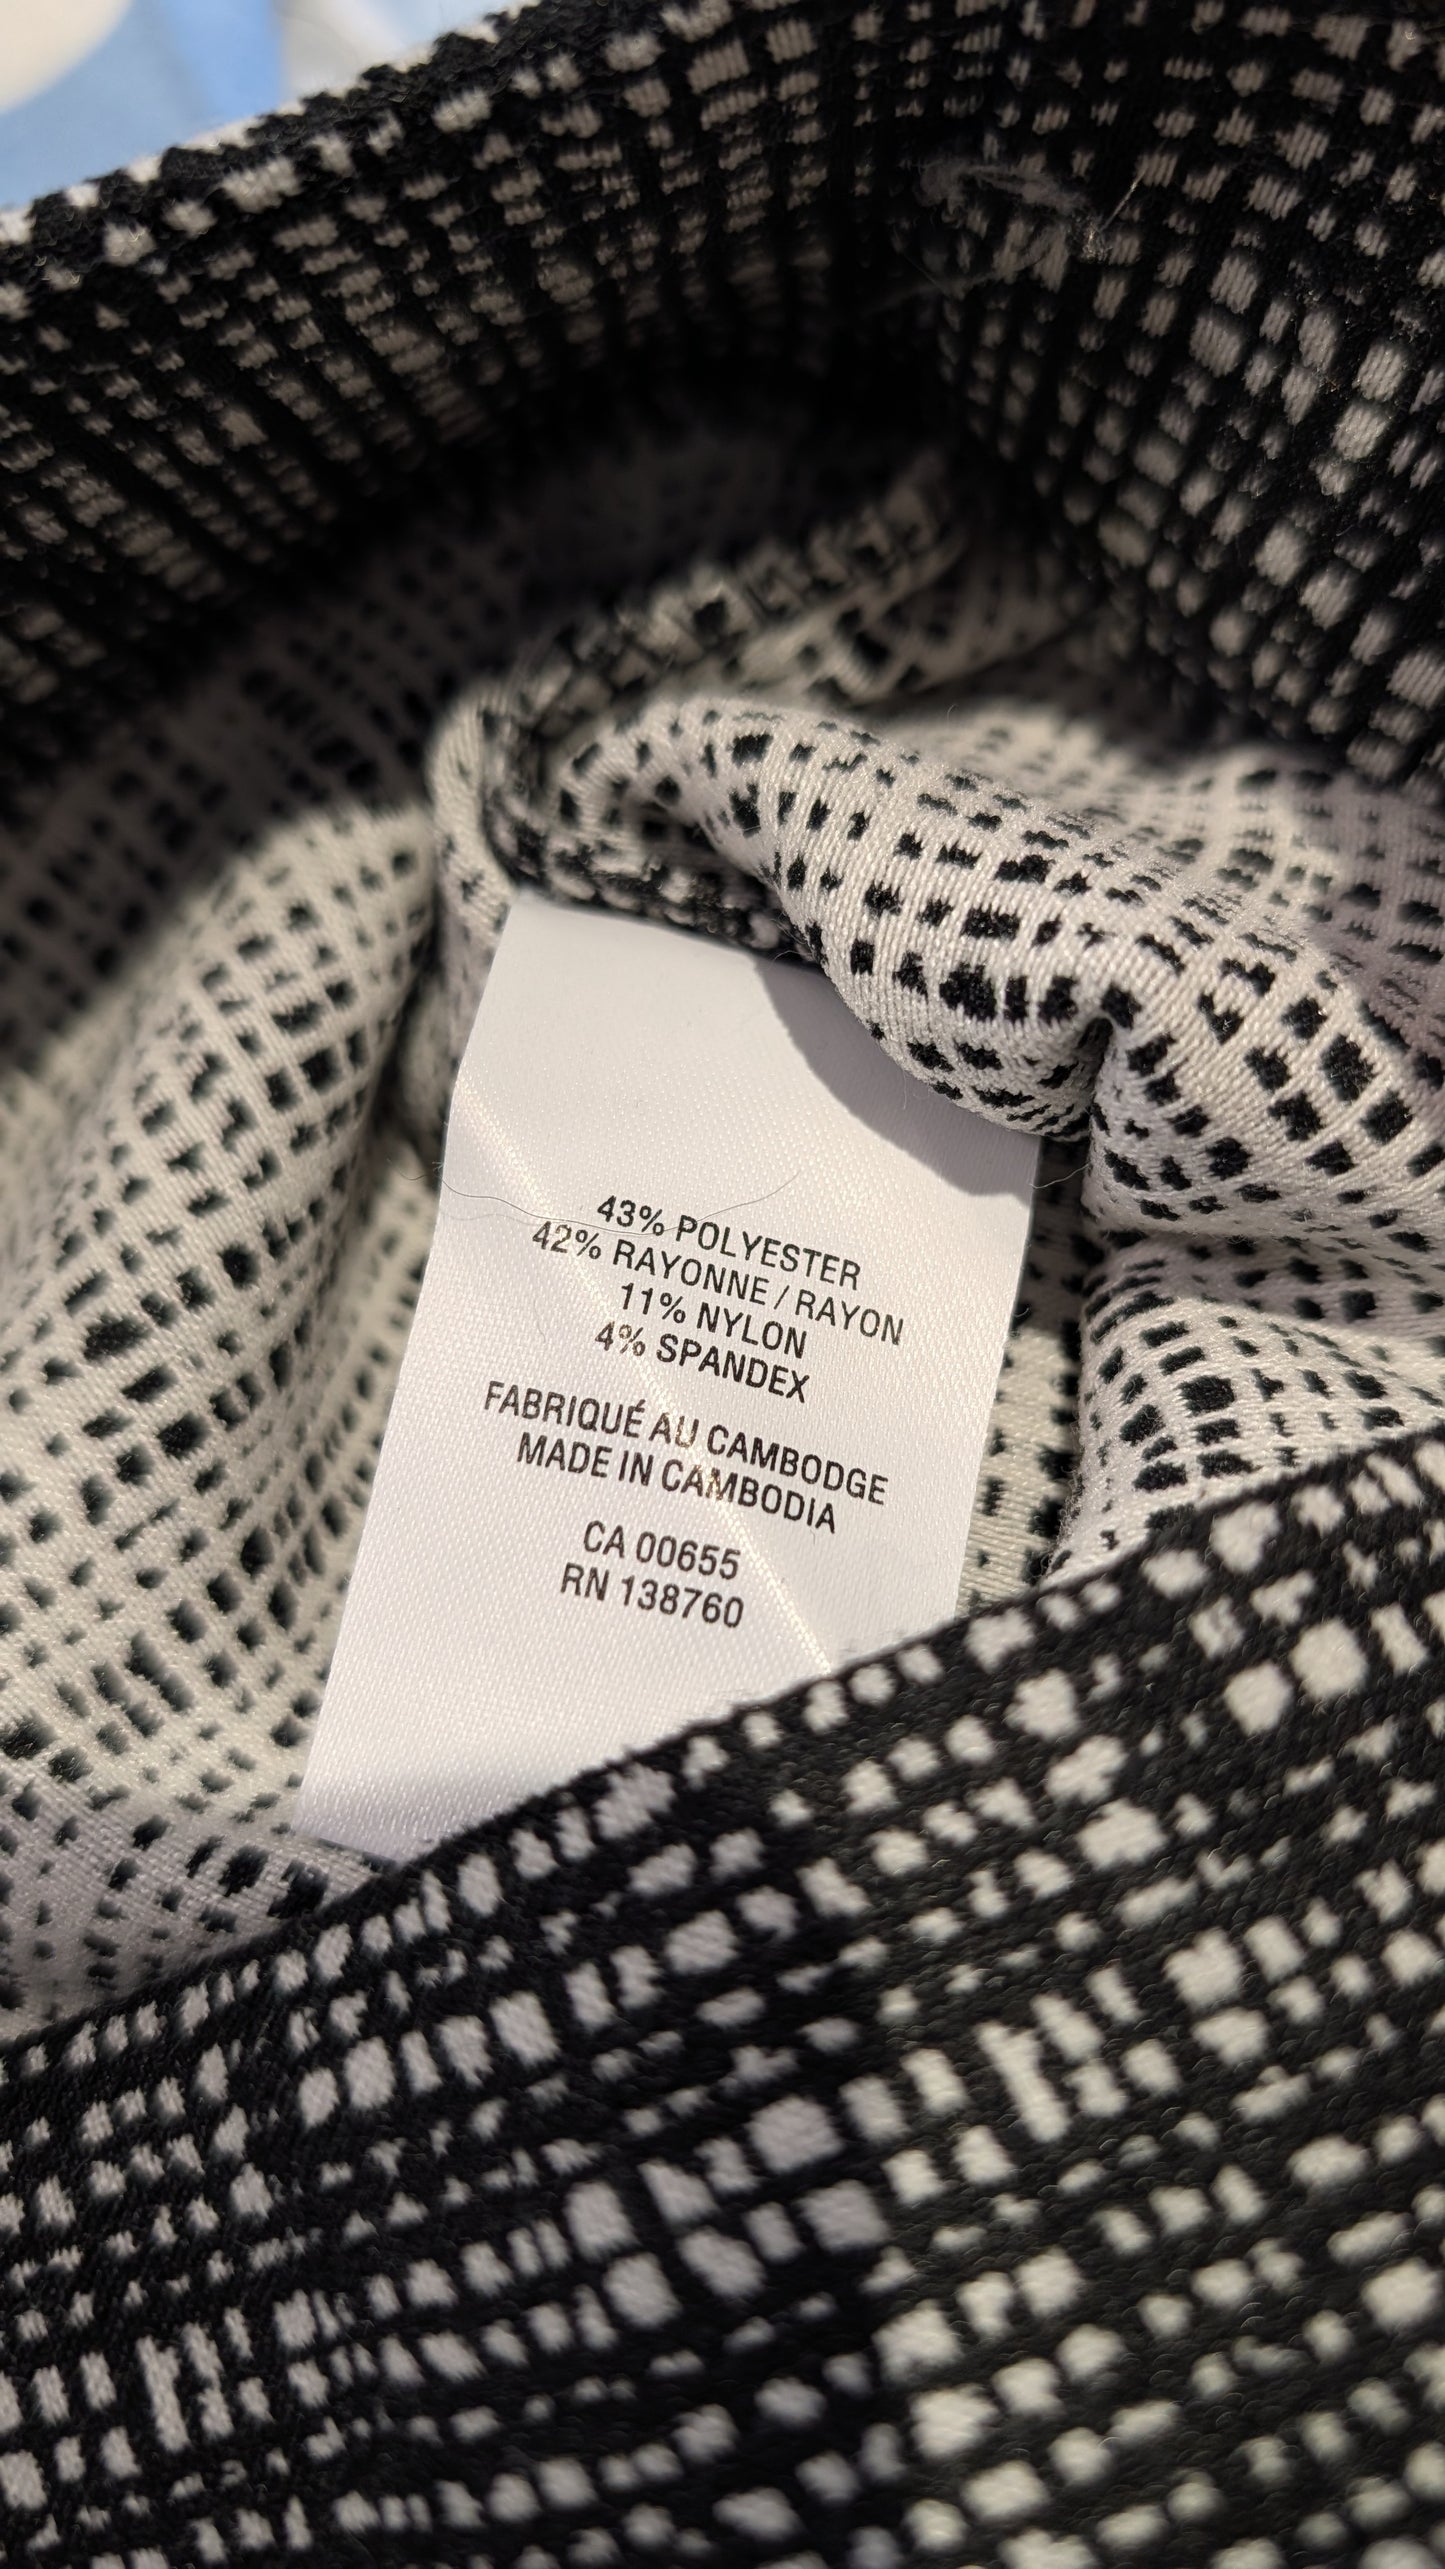 43% POLYESTER
42% RAYONNE / RAYON
11% NYLON
4% SPANDEX
FABRIQUÉ AU CAMBODGE
MADE IN CAMBODIA
CA 00655
RN 138760